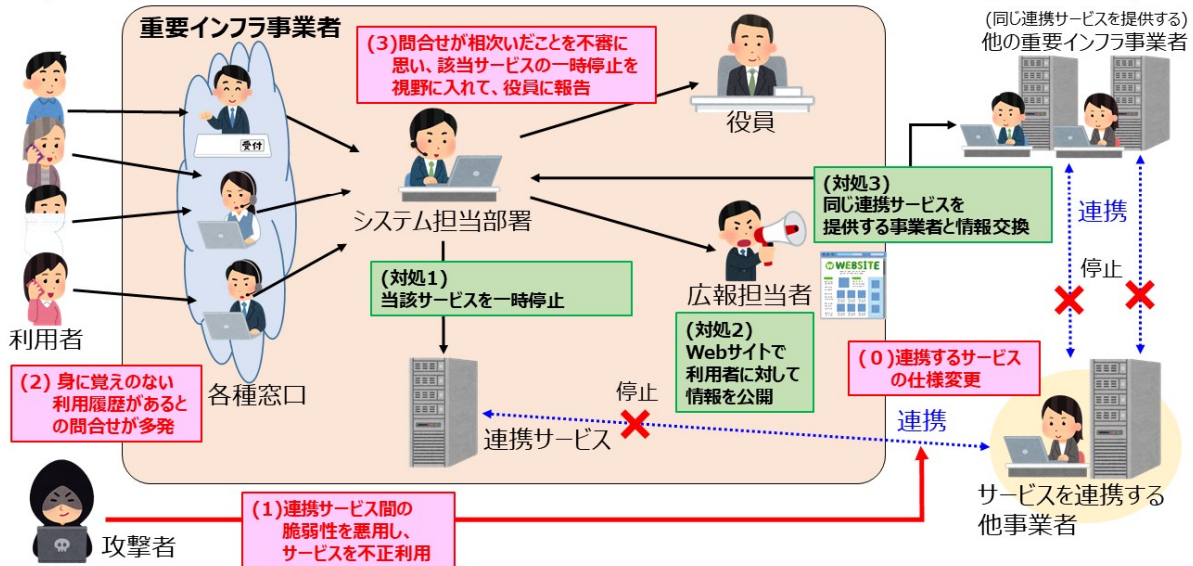 重要インフラ事業者
(3)問合せが相次いだことを不審に
思い、該当サービスの一時停止を
視野に入れて、役員に報告
(同じ連携サービスを提供する)
他の重要インフラ事業者
受付
役員
システム担当部署
(対処3)
同じ連携サービスを
提供する事業者と情報交換
連携
停止
(対処1)
当該サービスを一時停止
WEBSITE
広報担当者
利用者
(対処2)
Webサイトで
利用者に対して
情報を公開
(0)連携するサービス
の仕様変更
(2) 身に覚えのない
利用履歴があると
の問合せが多発
各種窓口
停止
連携サービス
連携
サービスを連携する
他事業者
(1)連携サービス間の
脆弱性を悪用し、
サービスを不正利用
攻撃者